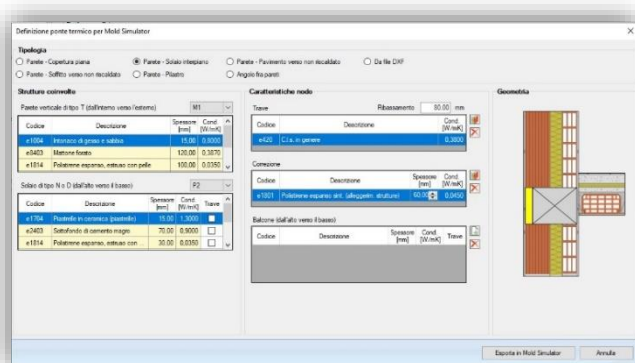 Definizione ponte termico per Mold Simulator
Tipologia
Parete - Copertura piana
Parete - Solaio interpiano
Parete - Pavimento verso non riscaldato
Da file DXF
Parete - Soffitto verso non riscaldato
Parete - Pilastro
Angolo fra pareti
Strutture coinvolte
Parete verticale di tipo T (dall'interno verso l'esterno)
M1
Codice Descrizione Spessore [mm] Cond. [W/mK]
e1004 Intonaco di gesso e sabbia 15,00 0,8000
e8403 Mattone forato 120,00 0,3870
e1814 Polistirene espanso, estruso con pelle 100,00 0,0350
Solaio di tipo N o D (dall'alto verso il basso)
P2
Codice Descrizione Spessore [mm] Cond. [W/mK] Trave
e1704 Piastrelle in ceramica (piastrelle) 15,00 1,3000
e2403 Sottofondo di cemento magro 70,00 0,9000
e1814 Polistirene espanso, estruso con ... 30,00 0,0350
Caratteristiche nodo
Trave
Ribassamento 80,00 mm
Codice Descrizione Cond. [W/mK]
e420 C.l.s. in genere 0,3800
Correzione
Codice Descrizione Spessore [mm] Cond. [W/mK]
e1801 Polistirene espanso sint. (alleggerim. strutture) 60,00 0,0450
Balcone (dall'alto verso il basso)
Codice Descrizione Spessore [mm] Cond. [W/mK] Trave
Geometria
Esporta in Mold Simulator
Annulla